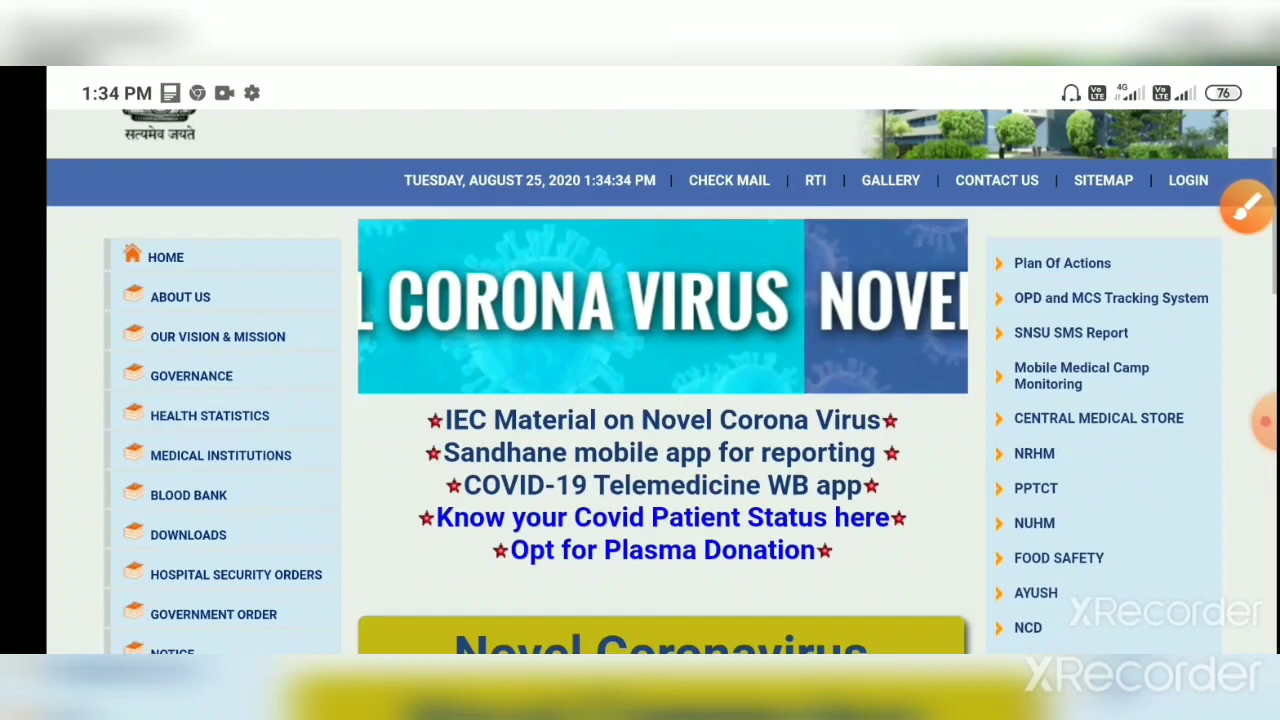 1:34 PM
4G
Vo LTE
Vo LTE
76
सत्यमेव जयते
TUESDAY, AUGUST 25, 2020 1:34:34 PM | CHECK MAIL | RTI | GALLERY | CONTACT US | SITEMAP | LOGIN
HOME
ABOUT US
OUR VISION & MISSION
GOVERNANCE
HEALTH STATISTICS
MEDICAL INSTITUTIONS
BLOOD BANK
DOWNLOADS
HOSPITAL SECURITY ORDERS
GOVERNMENT ORDER
NOTICE
L CORONA VIRUS NOVEL
IEC Material on Novel Corona Virus
Sandhane mobile app for reporting
COVID-19 Telemedicine WB app
Know your Covid Patient Status here
Opt for Plasma Donation
Novel Coronavirus
Plan Of Actions
OPD and MCS Tracking System
SNSU SMS Report
Mobile Medical Camp
Monitoring
CENTRAL MEDICAL STORE
NRHM
PPTCT
NUHM
FOOD SAFETY
AYUSH
NCD
XRecorder
XRecorder